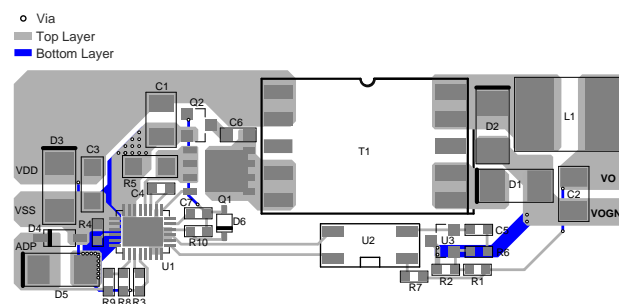 Via
Top Layer
Bottom Layer
C1
Q2
C6
D3
C3
T1
D2
L1
VDD
R5
C4
D1
C2
VO
VSS
Q1
C7
D6
VOGN
R4
D4
ADP
R10
U1
U2
U3
C5
R6
D5
R9
R8
R3
R7
R2
R1